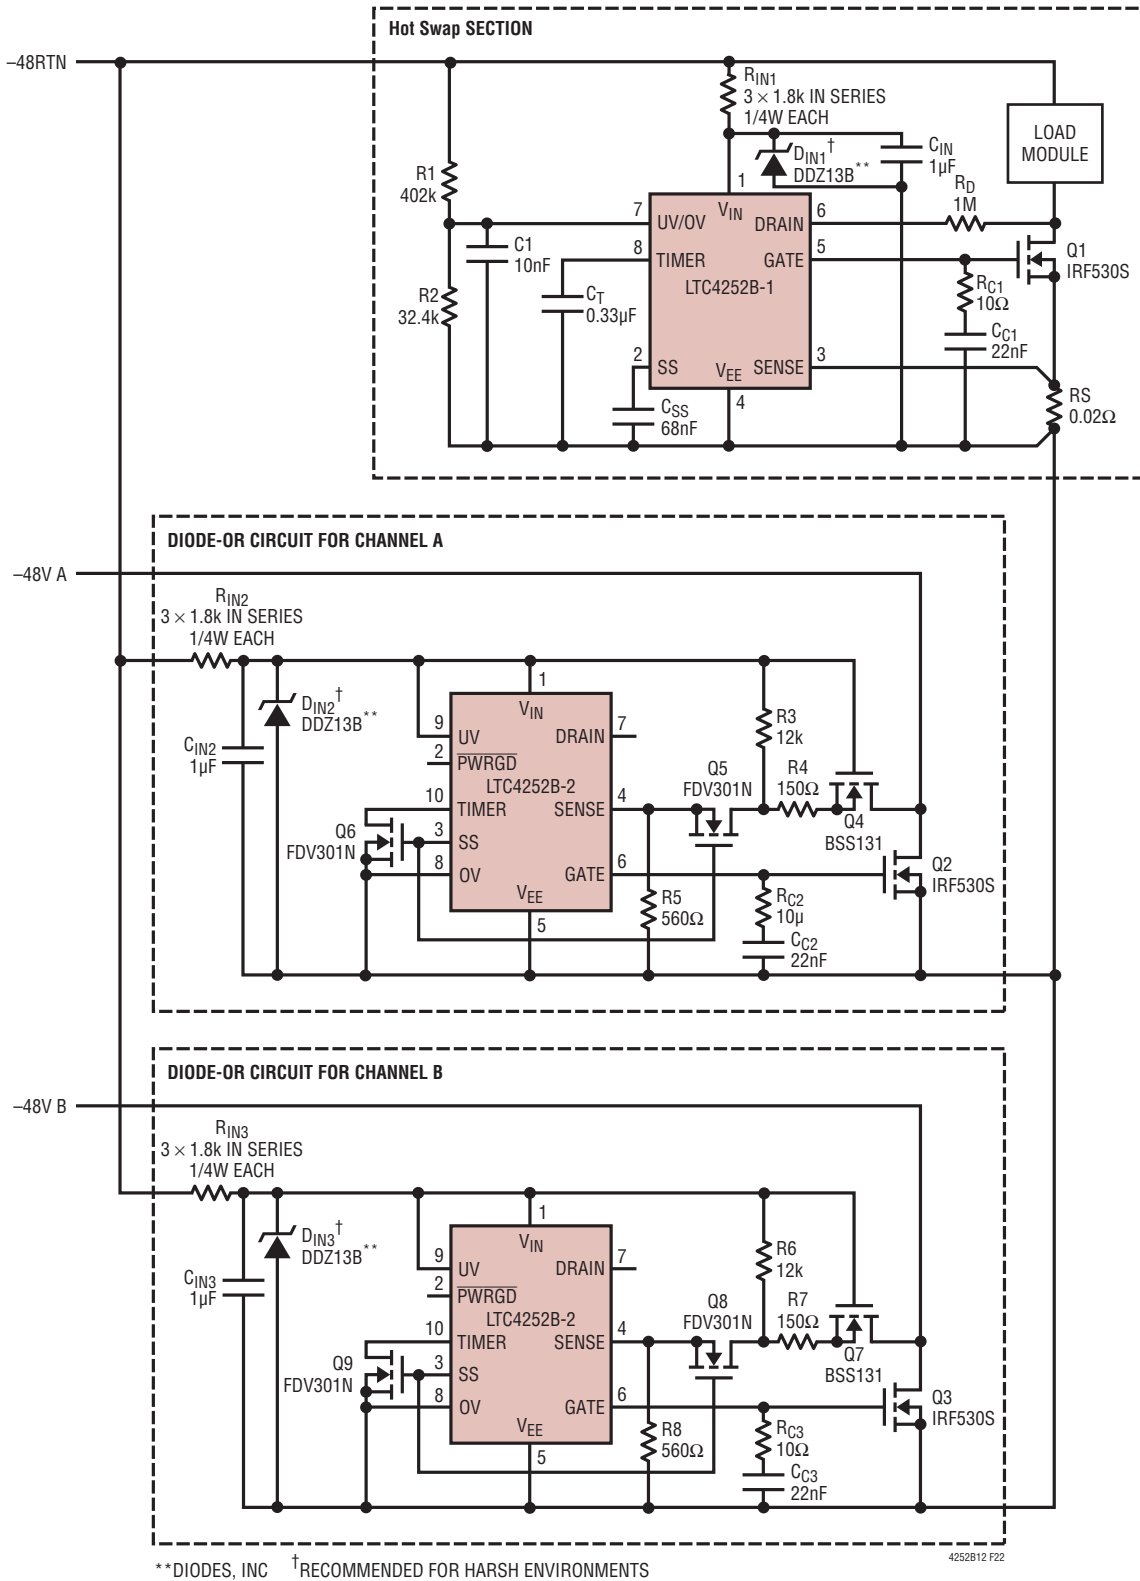 Hot Swap SECTION
–48RTN
RIN1
3 × 1.8k IN SERIES
1/4W EACH
LOAD
MODULE
DIN1†
DDZ13B**
CIN
1µF
R1
402k
1
RD
1M
7
UV/OV
VIN
DRAIN
6
C1
10nF
8
TIMER
GATE
5
Q1
IRF530S
LTC4252B-1
CT
0.33µF
RC1
10Ω
R2
32.4k
CC1
22nF
2
SS
VEE
SENSE
3
4
CSS
68nF
RS
0.02Ω
DIODE-OR CIRCUIT FOR CHANNEL A
–48V A
RIN2
3 × 1.8k IN SERIES
1/4W EACH
1
DIN2†
DDZ13B**
CIN2
1µF
VIN
9
UV
DRAIN
7
R3
12k
2
PWRGD
LTC4252B-2
Q5
FDV301N
R4
150Ω
10
TIMER
SENSE
4
Q4
BSS131
Q6
FDV301N
3
SS
8
OV
GATE
6
Q2
IRF530S
VEE
5
R5
560Ω
RC2
10µ
CC2
22nF
DIODE-OR CIRCUIT FOR CHANNEL B
–48V B
RIN3
3 × 1.8k IN SERIES
1/4W EACH
1
DIN3†
DDZ13B**
CIN3
1µF
VIN
9
UV
DRAIN
7
R6
12k
2
PWRGD
LTC4252B-2
Q8
FDV301N
R7
150Ω
10
TIMER
SENSE
4
Q7
BSS131
Q9
FDV301N
3
SS
8
OV
GATE
6
Q3
IRF530S
VEE
5
R8
560Ω
RC3
10Ω
CC3
22nF
**DIODES, INC †RECOMMENDED FOR HARSH ENVIRONMENTS
4252B12 F22